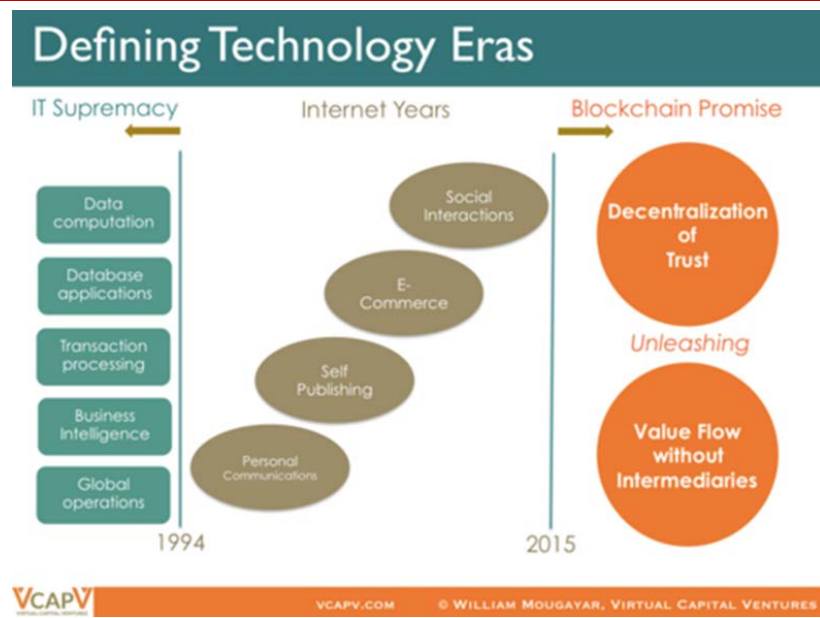 Defining Technology Eras
IT Supremacy
Internet Years
Blockchain Promise
Data
computation
Database
applications
Transaction
processing
Business
Intelligence
Global
operations
Social
Interactions
E-
Commerce
Self
Publishing
Personal
Communications
Decentralization
of
Trust
Unleashing
Value Flow
without
Intermediaries
1994
2015
VCAPV
VIRTUAL CAPITAL VENTURES
VCAPV.COM
© WILLIAM MOUGAYAR, VIRTUAL CAPITAL VENTURES